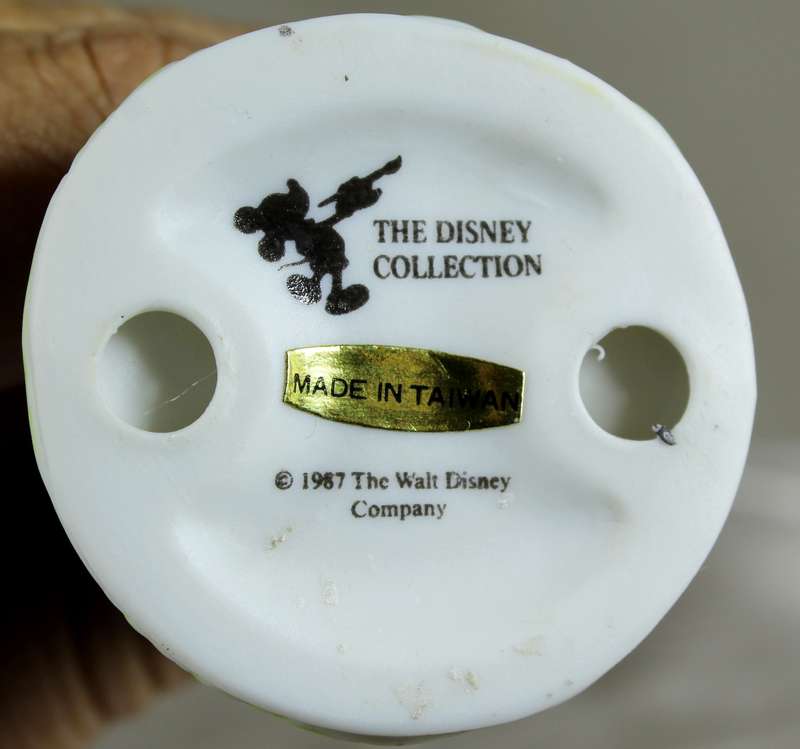 THE DISNEY
COLLECTION
MADE IN TAIWAN
© 1987 The Walt Disney
Company